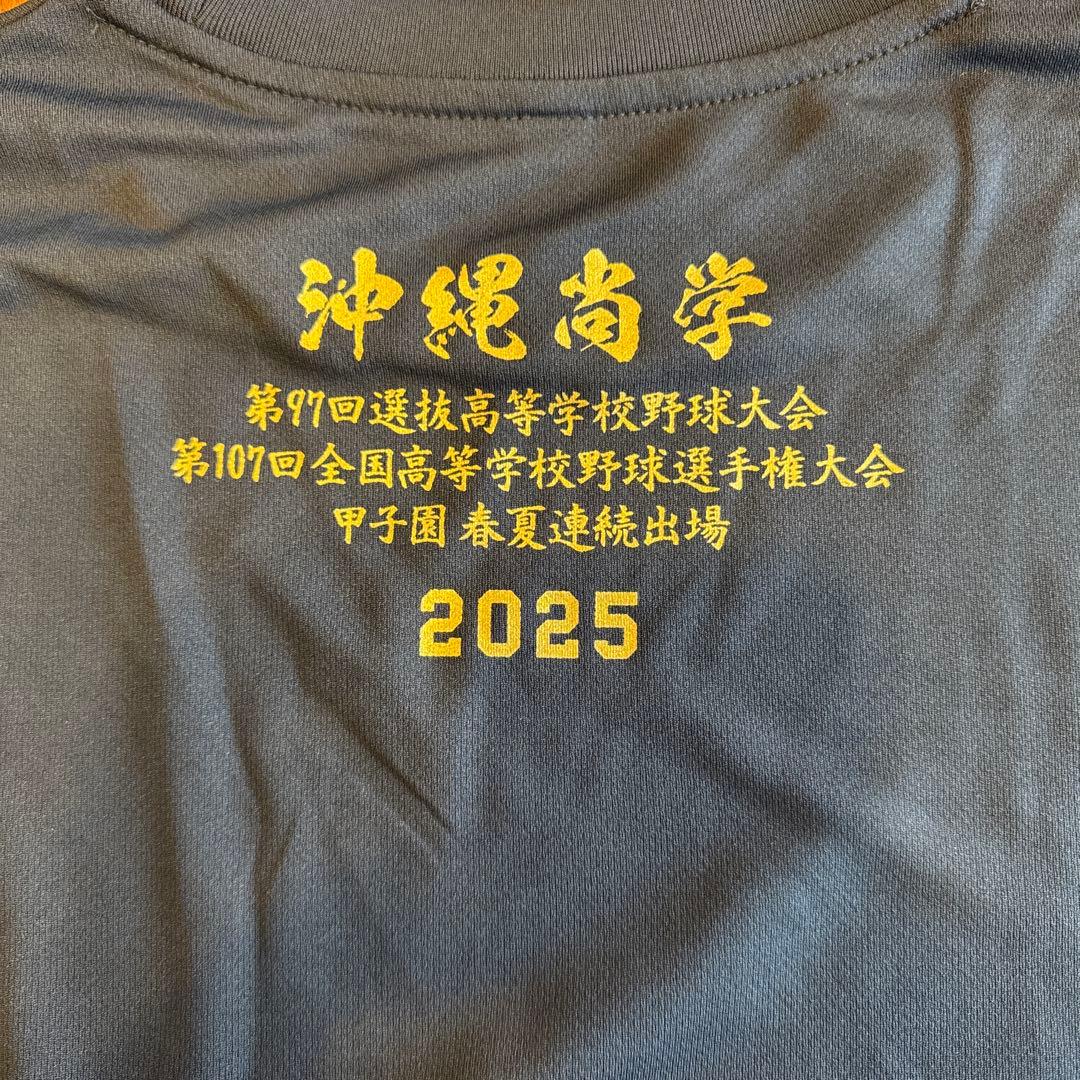 沖縄尚学
第97回選抜高等学校野球大会
第107回全国高等学校野球選手権大会
甲子園 春夏連続出場
2025